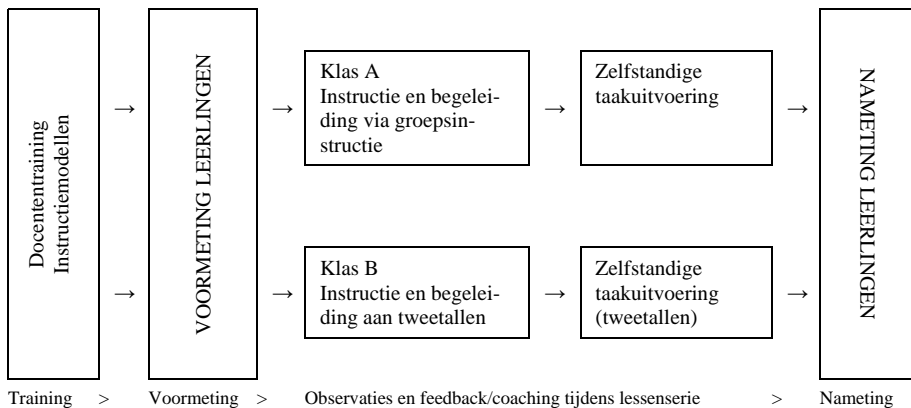 Docententraining
Instructiemodellen
→
→
VOORMETING LEERLINGEN
→
→
Klas A
Instructie en begelei-
ding via groepsin-
structie
→
Zelfstandige
taakuitvoering
→
Klas B
Instructie en begelei-
ding aan tweetallen
→
Zelfstandige
taakuitvoering
(tweetallen)
→
NAMETING LEERLINGEN
Training > Voormeting > Observaties en feedback/coaching tijdens lessenserie > Nameting